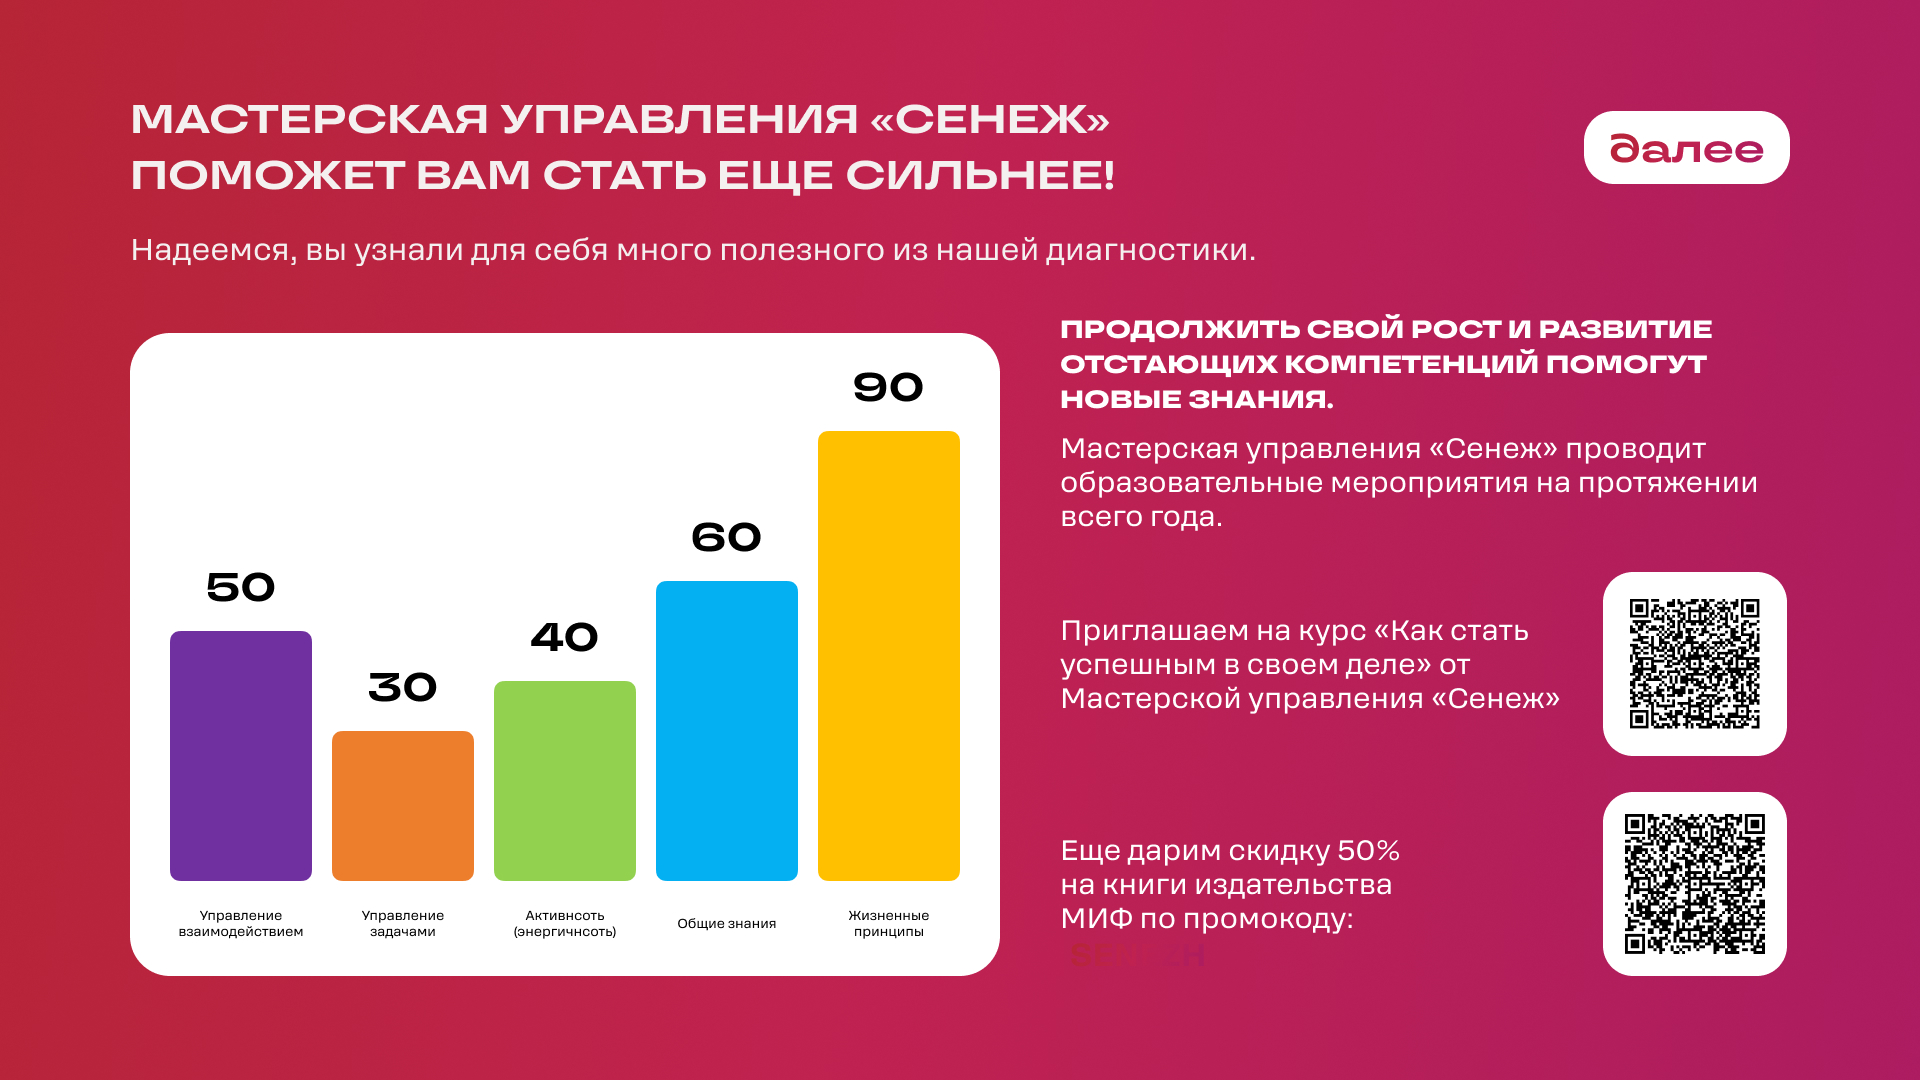 МАСТЕРСКАЯ УПРАВЛЕНИЯ «СЕНЕЖ»
ПОМОЖЕТ ВАМ СТАТЬ ЕЩЕ СИЛЬНЕЕ!
далее
Надеемся, вы узнали для себя много полезного из нашей диагностики.
50
30
40
60
90
Управление
взаимодействием
Управление
задачами
Активнсоть
(энергичнсоть)
Общие знания
Жизненные
принципы
ПРОДОЛЖИТЬ СВОЙ РОСТ И РАЗВИТИЕ
ОТСТАЮЩИХ КОМПЕТЕНЦИЙ ПОМОГУТ
НОВЫЕ ЗНАНИЯ.
Мастерская управления «Сенеж» проводит
образовательные мероприятия на протяжении
всего года.
Приглашаем на курс «Как стать
успешным в своем деле» от
Мастерской управления «Сенеж»
Еще дарим скидку 50%
на книги издательства
МИФ по промокоду: